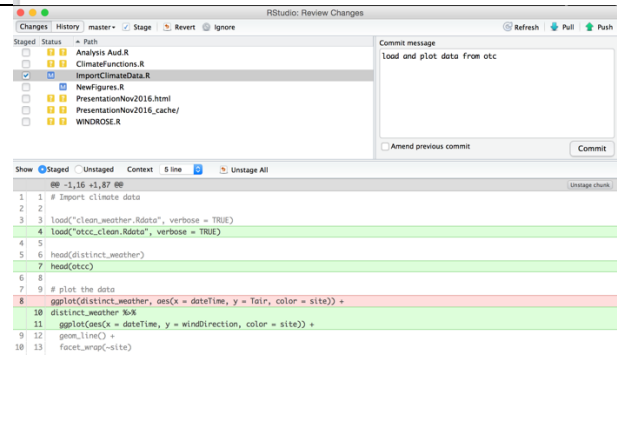 RStudio: Review Changes
Changes History master Stage Revert Ignore Refresh Pull Push
Staged Status Path
Commit message
? ? Analysis Aud.R
load and plot data from otc
? ? ClimateFunctions.R
M ImportClimateData.R
M NewFigures.R
? ? PresentationNov2016.html
? ? PresentationNov2016_cache/
? ? WINDROSE.R
Amend previous commit
Commit
Show Staged Unstaged Context 5 line Unstage All
@@ -1,16 +1,87 @@ Unstage chunk
1 1 # Import climate data
2 2
3 3 load("clean_weather.Rdata", verbose = TRUE)
4 load("otcc_clean.Rdata", verbose = TRUE)
4 5
5 6 head(distinct_weather)
7 head(otcc)
6 8
7 9 # plot the data
8 ggplot(distinct_weather, aes(x = dateTime, y = Tair, color = site)) +
10 distinct_weather %>%
11 ggplot(aes(x = dateTime, y = windDirection, color = site)) +
9 12 geom_line() +
10 13 facet_wrap(~site)